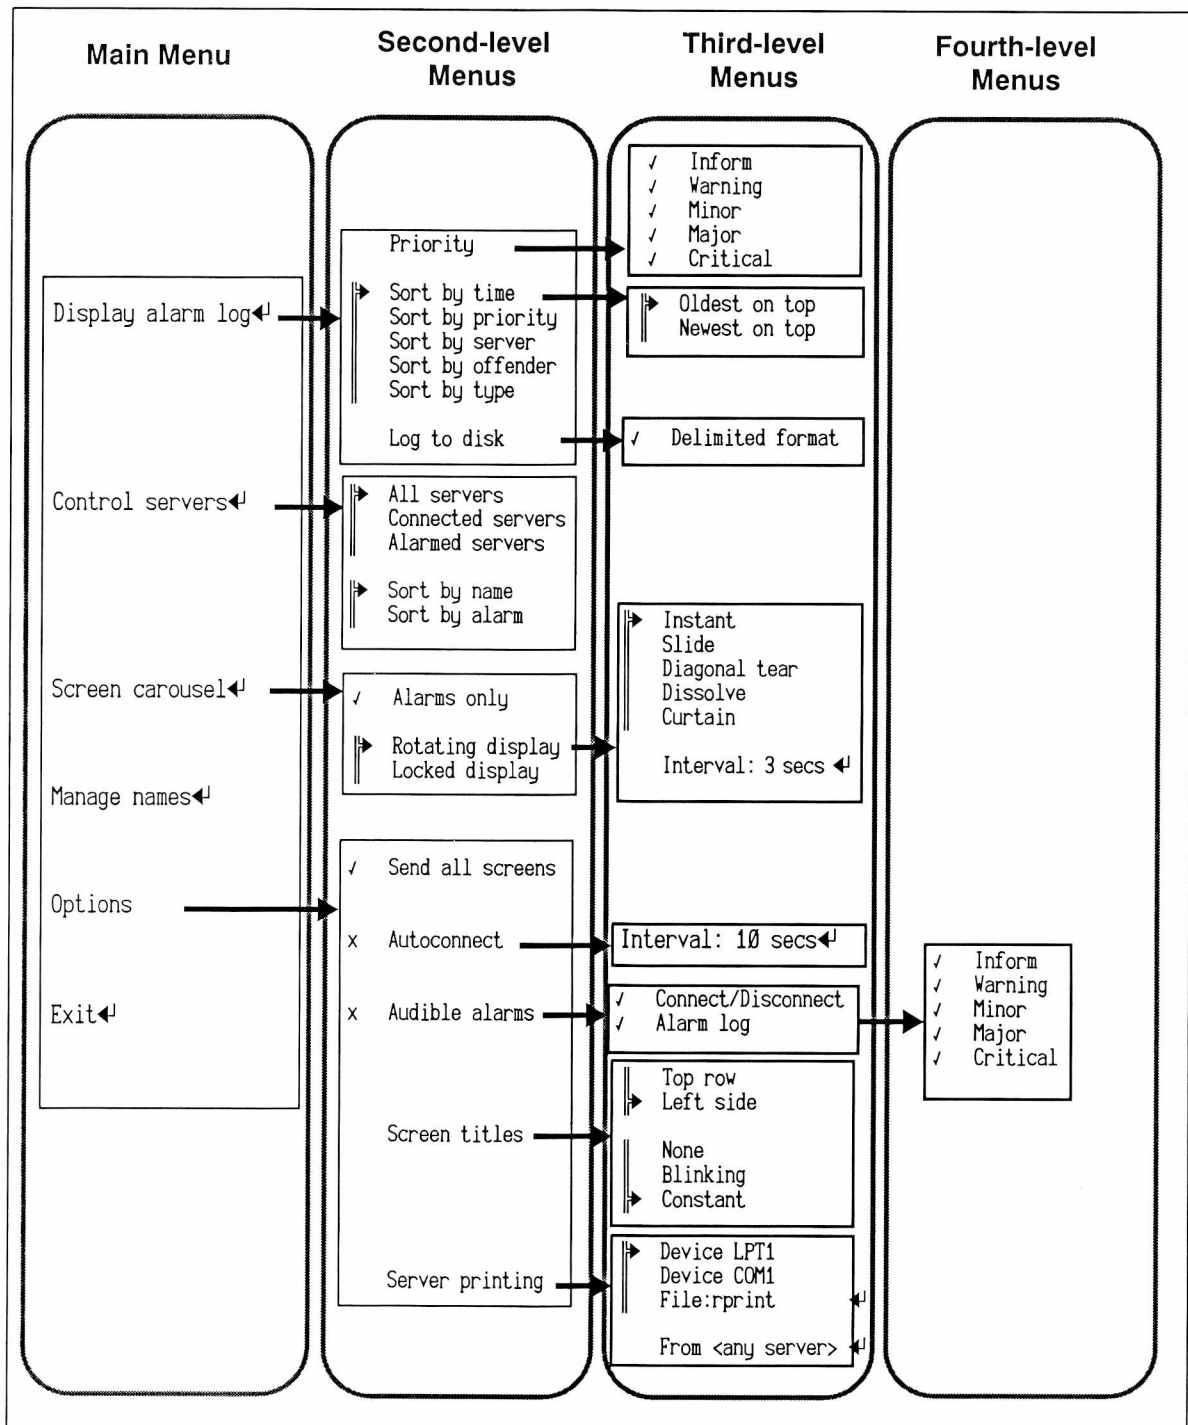 Main Menu
Second-level
Menus
Third-level
Menus
Fourth-level
Menus
Display alarm log↵
Control servers↵
Screen carousel↵
Manage names↵
Options
Exit↵
Priority
Sort by time
Sort by priority
Sort by server
Sort by offender
Sort by type
Log to disk
All servers
Connected servers
Alarmed servers
Sort by name
Sort by alarm
√ Alarms only
Rotating display
Locked display
√ Send all screens
x Autoconnect
x Audible alarms
Screen titles
Server printing
√ Inform
√ Warning
√ Minor
√ Major
√ Critical
Oldest on top
Newest on top
√ Delimited format
Instant
Slide
Diagonal tear
Dissolve
Curtain
Interval: 3 secs ↵
Interval: 10 secs↵
√ Connect/Disconnect
√ Alarm log
Top row
Left side
None
Blinking
Constant
Device LPT1
Device COM1
File:rprint ↵
From <any server> ↵
√ Inform
√ Warning
√ Minor
√ Major
√ Critical